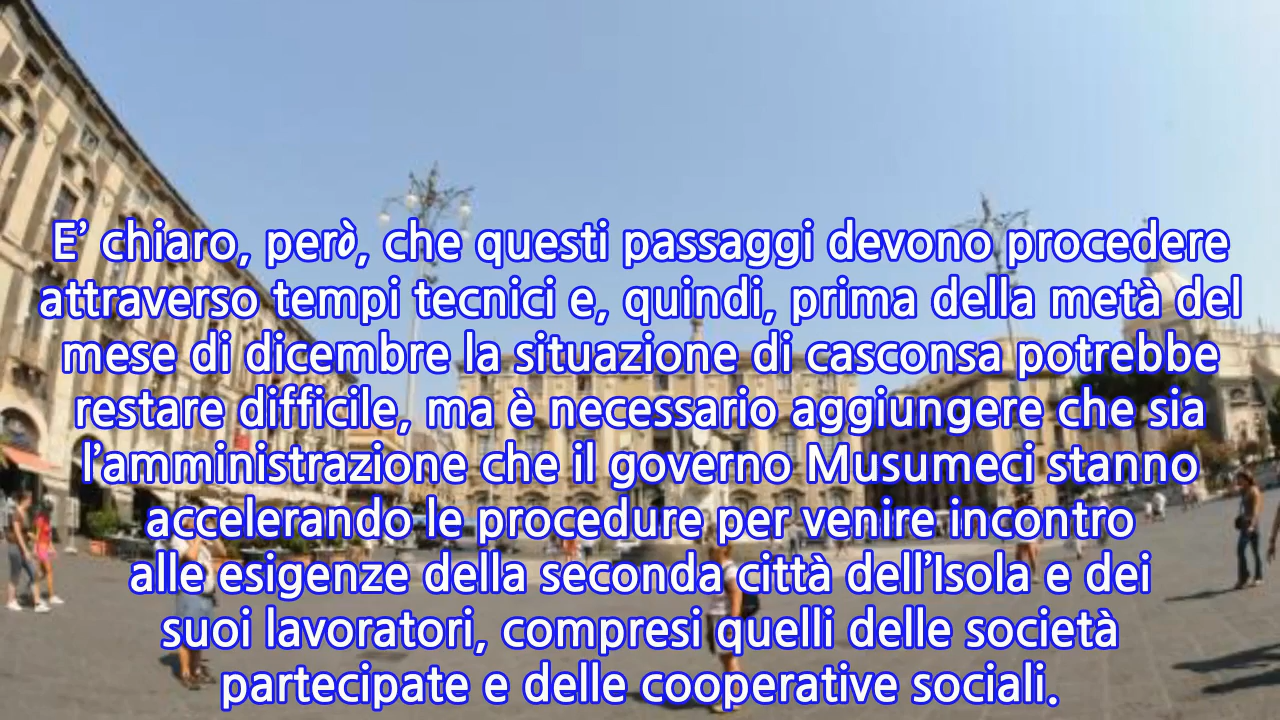 E’ chiaro, però, che questi passaggi devono procedere
attraverso tempi tecnici e, quindi, prima della metà del
mese di dicembre la situazione di casconsa potrebbe
restare difficile, ma è necessario aggiungere che sia
l’amministrazione che il governo Musumeci stanno
accelerando le procedure per venire incontro
alle esigenze della seconda città dell’Isola e dei
suoi lavoratori, compresi quelli delle società
partecipate e delle cooperative sociali.